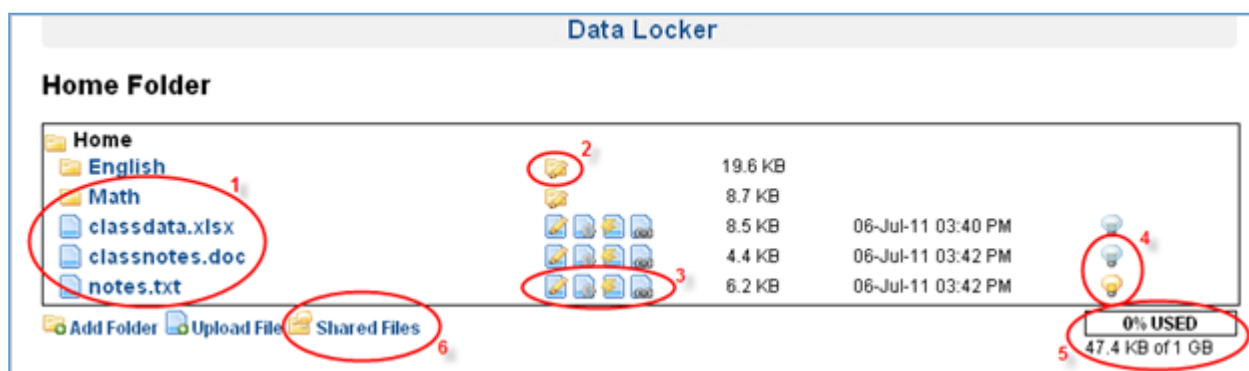 Data Locker
Home Folder
Home
English 2 19.6 KB
Math 1 8.7 KB
classdata.xlsx 8.5 KB 06-Jul-11 03:40 PM
classnotes.doc 4.4 KB 06-Jul-11 03:42 PM 4
notes.txt 3 6.2 KB 06-Jul-11 03:42 PM
Add Folder Upload File Shared Files 6 0% USED
5 47.4 KB of 1 GB